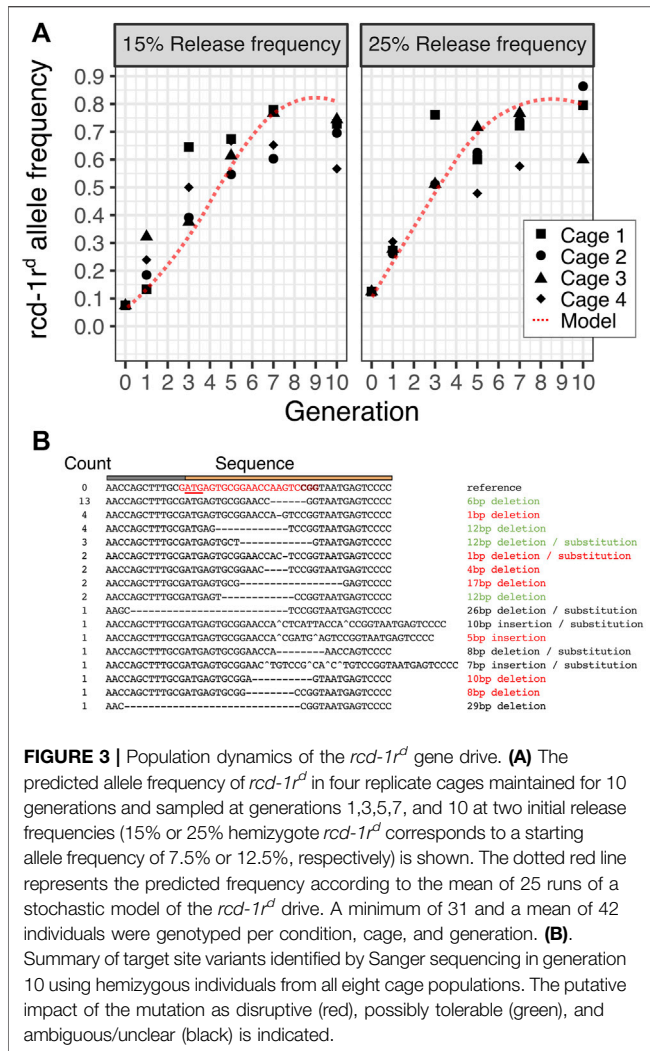 A
15% Release frequency
25% Release frequency
rcd-1rᵈ allele frequency
0.9
0.8
0.7
0.6
0.5
0.4
0.3
0.2
0.1
0.0
0 1 3 5 7 9 10
0 1 3 5 7 9 10
Generation
Cage 1
Cage 2
Cage 3
Cage 4
Model
B
Count Sequence
0 AACCAGCTTTGCGATGAGTGCGGAACCAAGTCCGGTAATGAGTCCCC reference
13 AACCAGCTTTGCGATGAGTGCGGAACC------GGTAATGAGTCCCC 6bp deletion
4 AACCAGCTTTGCGATGAGTGCGGAACCA-GTCCGGTAATGAGTCCCC 1bp deletion
4 AACCAGCTTTGCGATGAG------------TCCGGTAATGAGTCCCC 12bp deletion
3 AACCAGCTTTGCGATGAGTGCT------------GTAATGAGTCCCC 12bp deletion / substitution
2 AACCAGCTTTGCGATGAGTGCGGAACCAC-TCCGGTAATGAGTCCCC 1bp deletion / substitution
2 AACCAGCTTTGCGATGAGTGCGGAAC----TCCGGTAATGAGTCCCC 4bp deletion
2 AACCAGCTTTGCGATGAGTGCG-----------------GAGTCCCC 17bp deletion
2 AACCAGCTTTGCGATGAGT------------CCGGTAATGAGTCCCC 12bp deletion
1 AAGC--------------------------TCCGGTAATGAGTCCCC 26bp deletion / substitution
1 AACCAGCTTTGCGATGAGTGCGGAACCA^CTCATTACCA^CCGGTAATGAGTCCCC 10bp insertion / substitution
1 AACCAGCTTTGCGATGAGTGCGGAACCA^CGATG^AGTCCGGTAATGAGTCCCC 5bp insertion
1 AACCAGCTTTGCGATGAGTGCGGAACCA--------AACCAGTCCCC 8bp deletion / substitution
1 AACCAGCTTTGCGATGAGTGCGGAAC^TGTCCG^CA^C^CTGTCCGGTAATGAGTCCCC 7bp insertion / substitution
1 AACCAGCTTTGCGATGAGTGCGGA----------GTAATGAGTCCCC 10bp deletion
1 AACCAGCTTTGCGATGAGTGCGG--------CCGGTAATGAGTCCCC 8bp deletion
1 AAC-----------------------------CGGTAATGAGTCCCC 29bp deletion
FIGURE 3 | Population dynamics of the rcd-1rᵈ gene drive. (A) The
predicted allele frequency of rcd-1rᵈ in four replicate cages maintained for 10
generations and sampled at generations 1,3,5,7, and 10 at two initial release
frequencies (15% or 25% hemizygote rcd-1rᵈ corresponds to a starting
allele frequency of 7.5% or 12.5%, respectively) is shown. The dotted red line
represents the predicted frequency according to the mean of 25 runs of a
stochastic model of the rcd-1rᵈ drive. A minimum of 31 and a mean of 42
individuals were genotyped per condition, cage, and generation. (B).
Summary of target site variants identified by Sanger sequencing in generation
10 using hemizygous individuals from all eight cage populations. The putative
impact of the mutation as disruptive (red), possibly tolerable (green), and
ambiguous/unclear (black) is indicated.